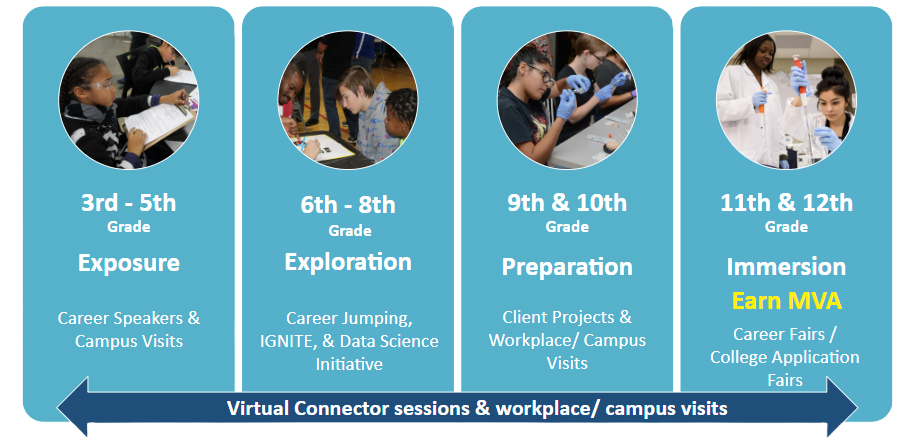 3rd - 5th
Grade
Exposure
Career Speakers &
Campus Visits
6th - 8th
Grade
Exploration
Career Jumping,
IGNITE, & Data Science
Initiative
9th & 10th
Grade
Preparation
Client Projects &
Workplace/ Campus
Visits
11th & 12th
Grade
Immersion
Earn MVA
Career Fairs /
College Application
Fairs
Virtual Connector sessions & workplace/ campus visits